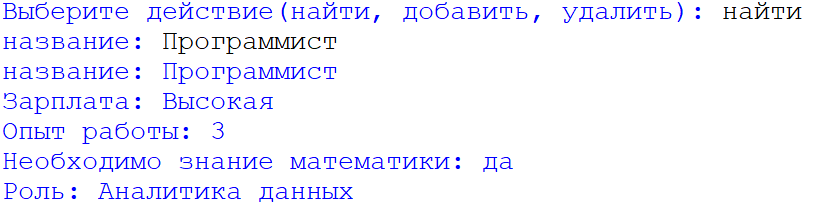 Выберите действие(найти, добавить, удалить): найти
название: Программист
название: Программист
Зарплата: Высокая
Опыт работы: 3
Необходимо знание математики: да
Роль: Аналитика данных